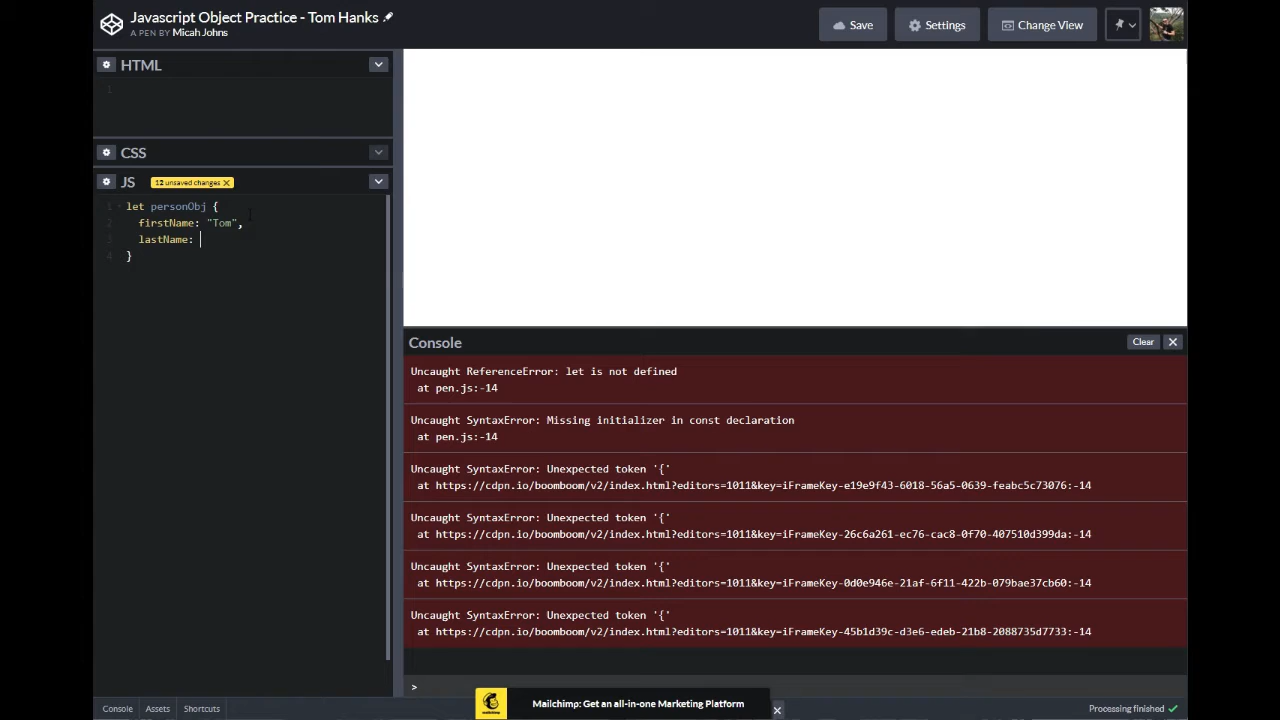 Javascript Object Practice - Tom Hanks
A PEN BY Micah Johns
Save
Settings
Change View
HTML
1
CSS
JS
12 unsaved changes X
1 let personObj {
2 firstName: "Tom",
3 lastName:
4 }
Console
Clear
Uncaught ReferenceError: let is not defined
at pen.js:-14
Uncaught SyntaxError: Missing initializer in const declaration
at pen.js:-14
Uncaught SyntaxError: Unexpected token '{'
at https://cdpn.io/boomboom/v2/index.html?editors=1011&key=iFrameKey-e19e9f43-6018-56a5-0639-feabc5c73076:-14
Uncaught SyntaxError: Unexpected token '{'
at https://cdpn.io/boomboom/v2/index.html?editors=1011&key=iFrameKey-26c6a261-ec76-cac8-0f70-407510d399da:-14
Uncaught SyntaxError: Unexpected token '{'
at https://cdpn.io/boomboom/v2/index.html?editors=1011&key=iFrameKey-0d0e946e-21af-6f11-422b-079bae37cb60:-14
Uncaught SyntaxError: Unexpected token '{'
at https://cdpn.io/boomboom/v2/index.html?editors=1011&key=iFrameKey-45b1d39c-d3e6-edeb-21b8-2088735d7733:-14
>
Console
Assets
Shortcuts
mailchimp
Mailchimp: Get an all-in-one Marketing Platform
Processing finished